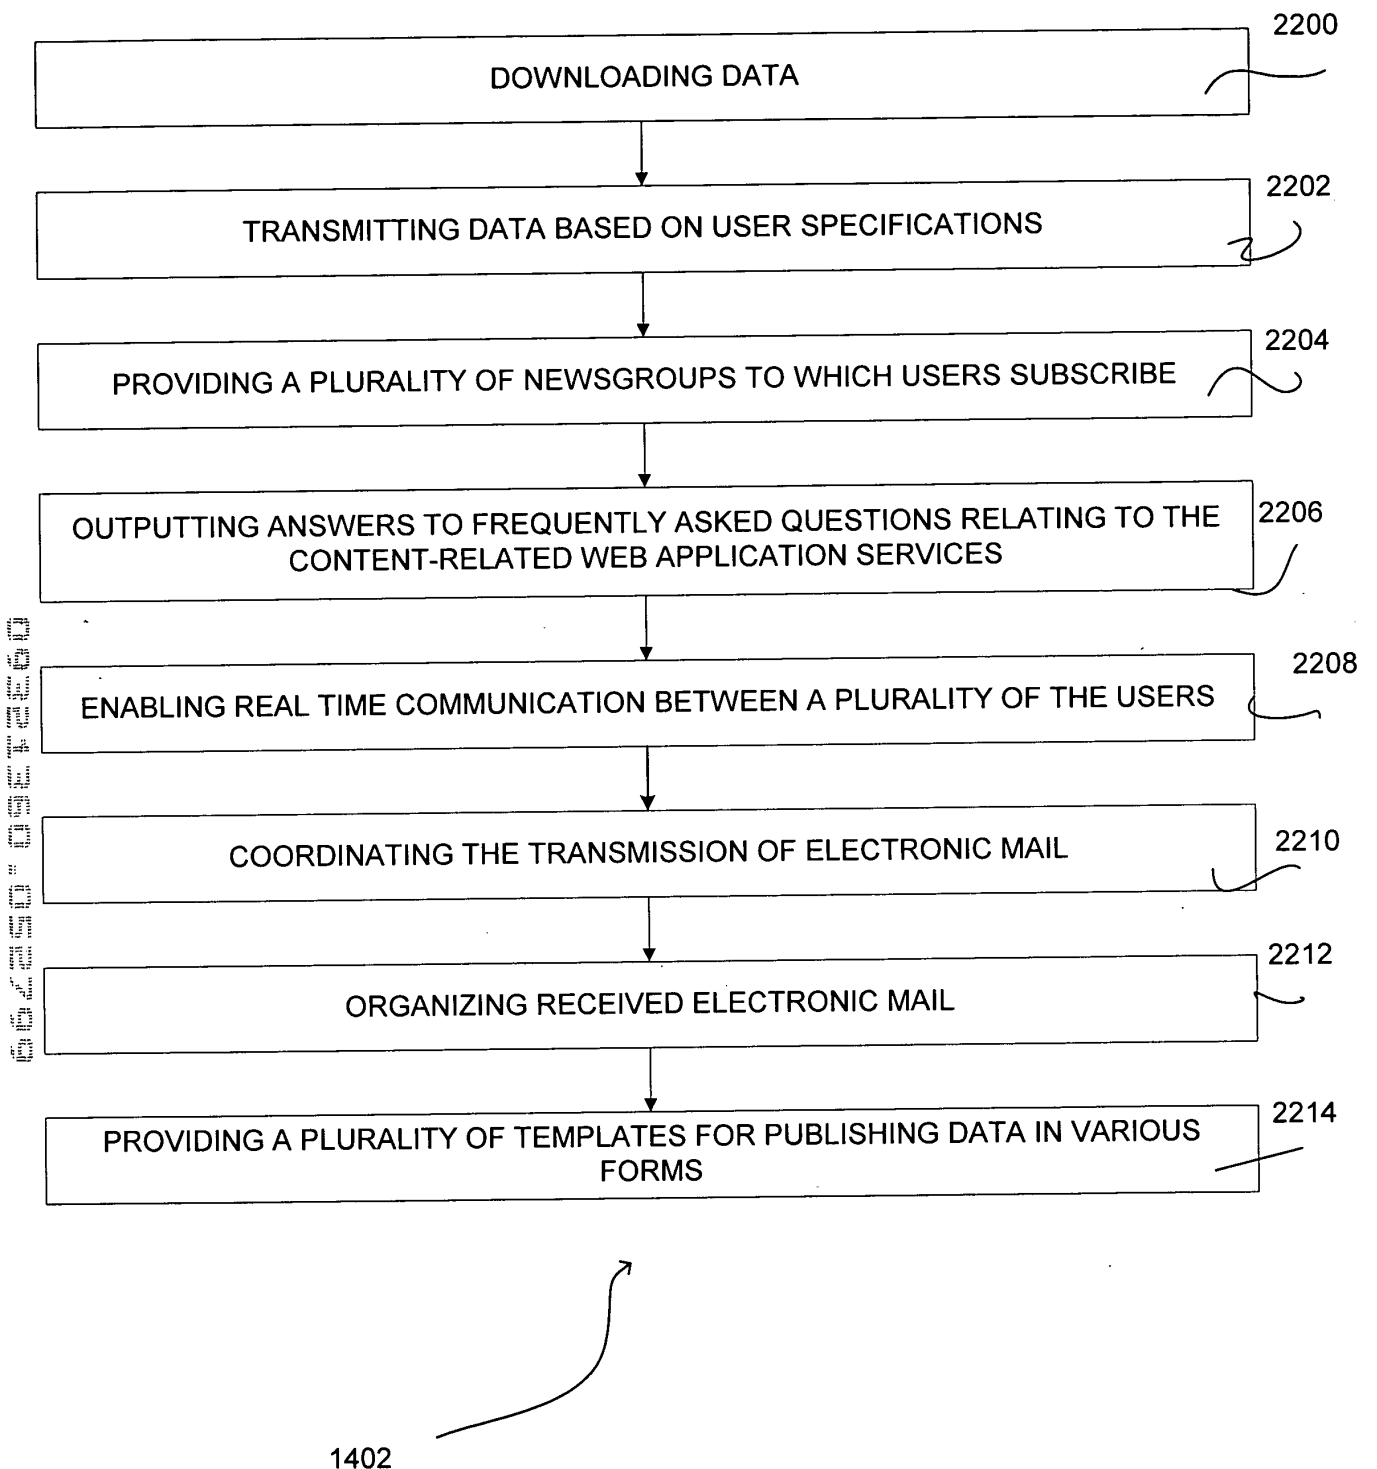 2200
DOWNLOADING DATA
2202
TRANSMITTING DATA BASED ON USER SPECIFICATIONS
2204
PROVIDING A PLURALITY OF NEWSGROUPS TO WHICH USERS SUBSCRIBE
2206
OUTPUTTING ANSWERS TO FREQUENTLY ASKED QUESTIONS RELATING TO THE
CONTENT-RELATED WEB APPLICATION SERVICES
2208
ENABLING REAL TIME COMMUNICATION BETWEEN A PLURALITY OF THE USERS
2210
COORDINATING THE TRANSMISSION OF ELECTRONIC MAIL
2212
ORGANIZING RECEIVED ELECTRONIC MAIL
2214
PROVIDING A PLURALITY OF TEMPLATES FOR PUBLISHING DATA IN VARIOUS
FORMS
1402